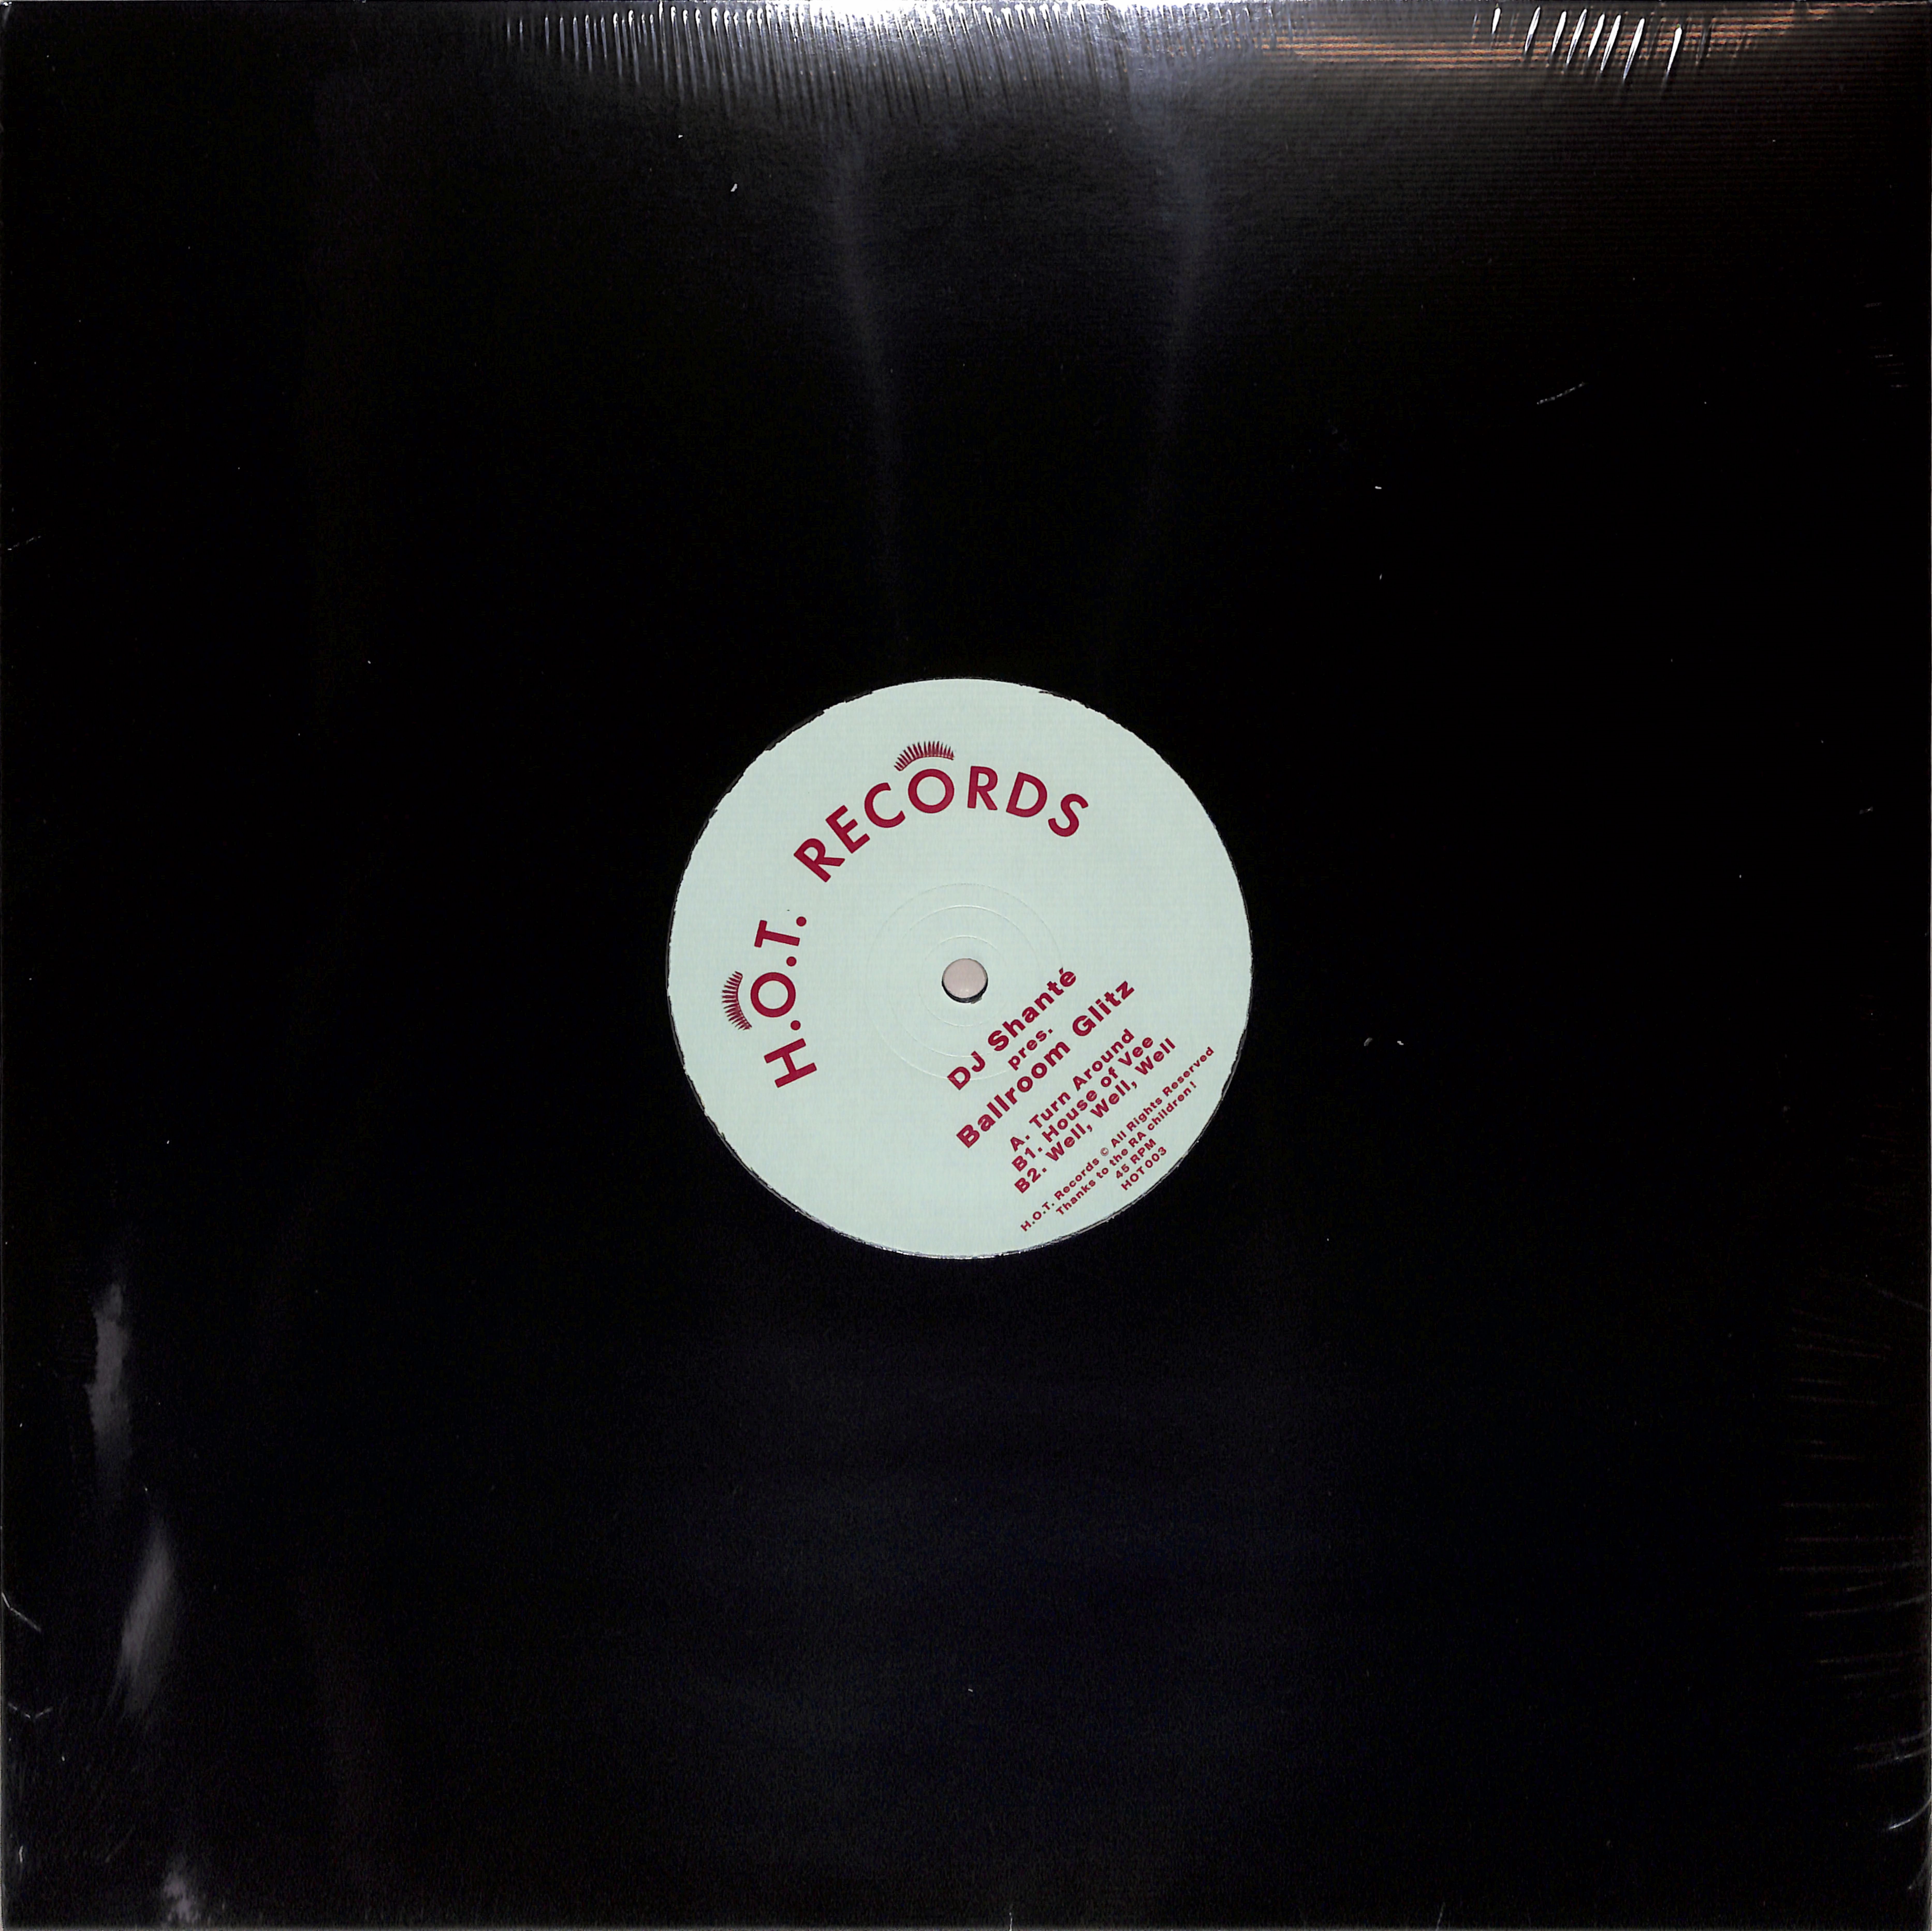 H.O.T. RECORDS
DJ Shanté
pres.
Ballroom Glitz
A. Turn Around
B1. House of Vee
B2. Well, Well, Well
H.O.T. Records © All Rights Reserved
Thanks to the RA children!
45 RPM
HOT003